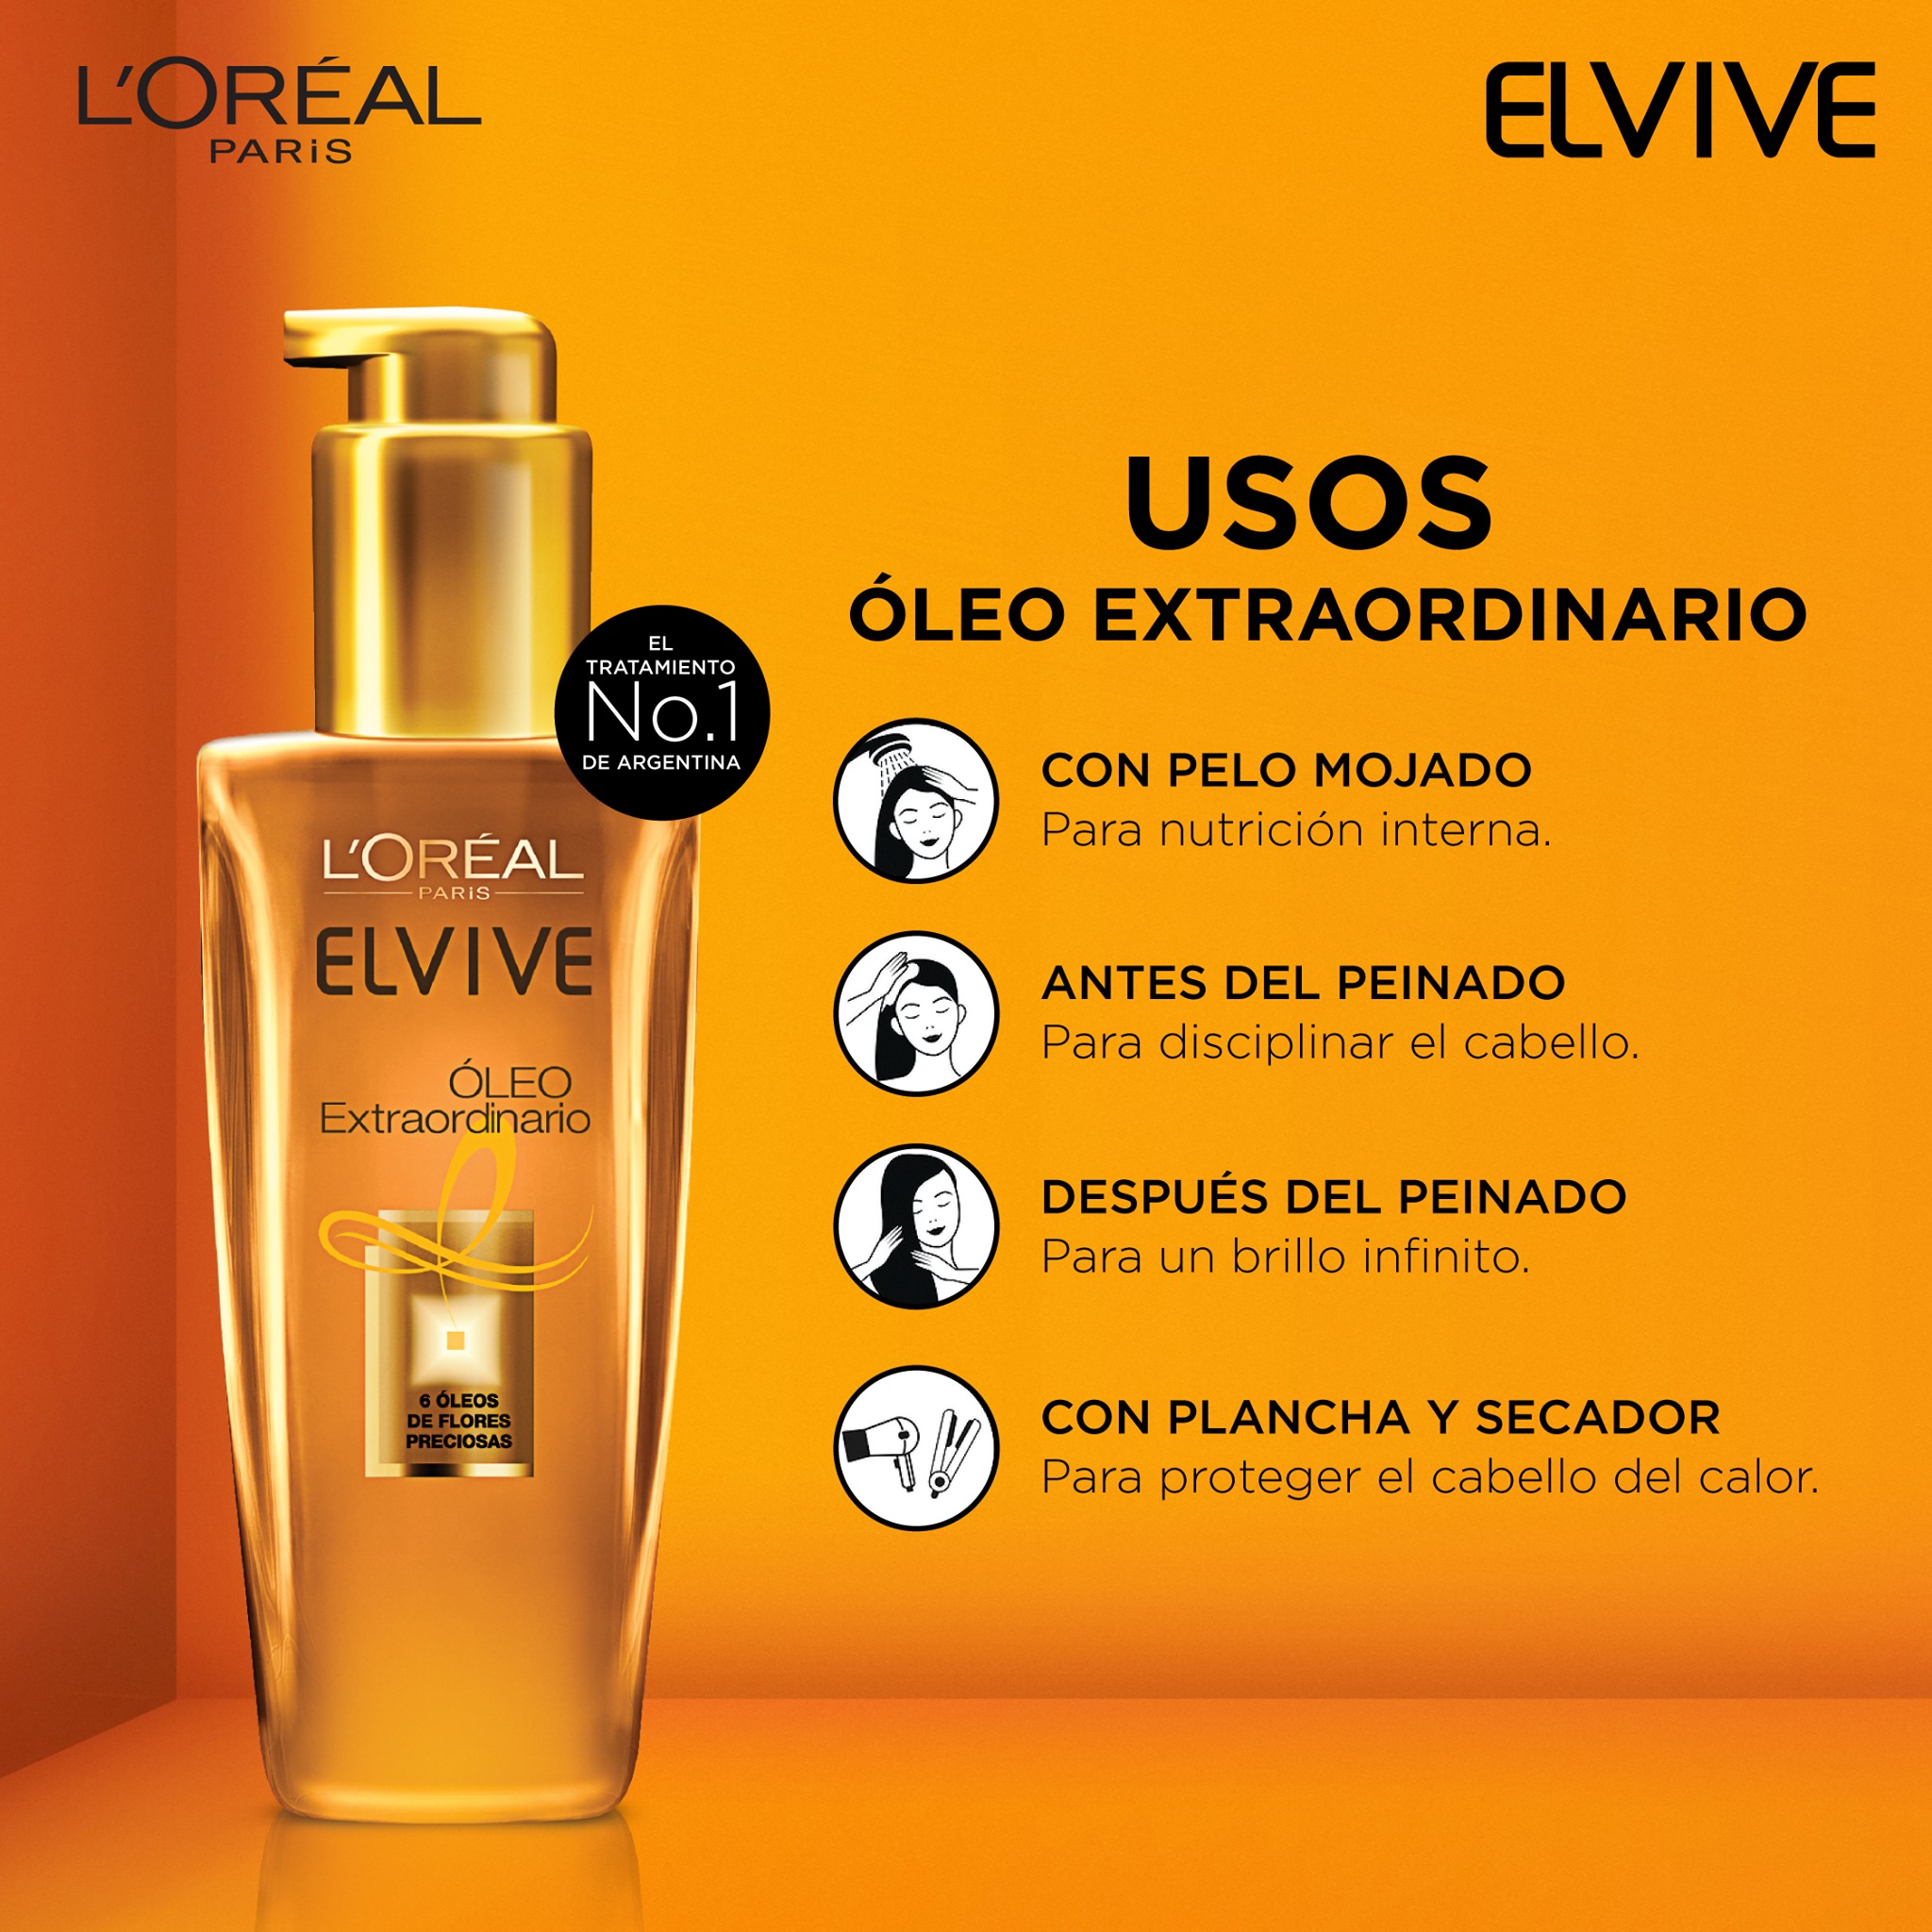 L'ORÉAL
PARiS
ELVIVE
USOS
ÓLEO EXTRAORDINARIO
EL
TRATAMIENTO
No.1
DE ARGENTINA
L'ORÉAL
PARiS
ELVIVE
ÓLEO
Extraordinario
6 ÓLEOS
DE FLORES
PRECIOSAS
CON PELO MOJADO
Para nutrición interna.
ANTES DEL PEINADO
Para disciplinar el cabello.
DESPUÉS DEL PEINADO
Para un brillo infinito.
CON PLANCHA Y SECADOR
Para proteger el cabello del calor.